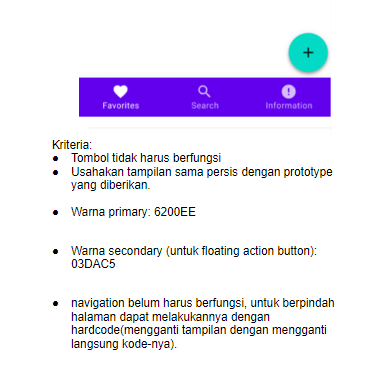 +
Favorites Search Information
Kriteria:
● Tombol tidak harus berfungsi
● Usahakan tampilan sama persis dengan prototype
yang diberikan.
● Warna primary: 6200EE
● Warna secondary (untuk floating action button):
03DAC5
● navigation belum harus berfungsi, untuk berpindah
halaman dapat melakukannya dengan
hardcode(mengganti tampilan dengan mengganti
langsung kode-nya).